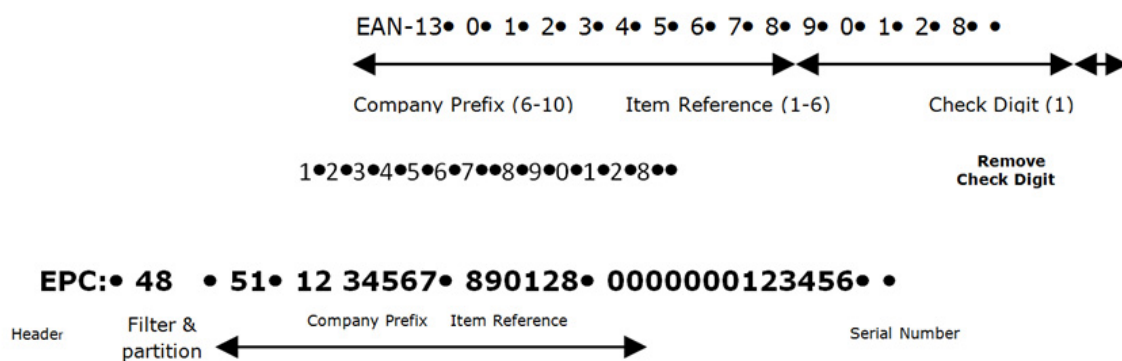 EAN-13• 0• 1• 2• 3• 4• 5• 6• 7• 8• 9• 0• 1• 2• 8• •
Company Prefix (6-10) Item Reference (1-6) Check Digit (1)
1•2•3•4•5•6•7••8•9•0•1•2•8••
Remove
Check Digit
EPC:• 48 • 51• 12 34567• 890128• 0000000123456• •
Header Filter & partition Company Prefix Item Reference Serial Number